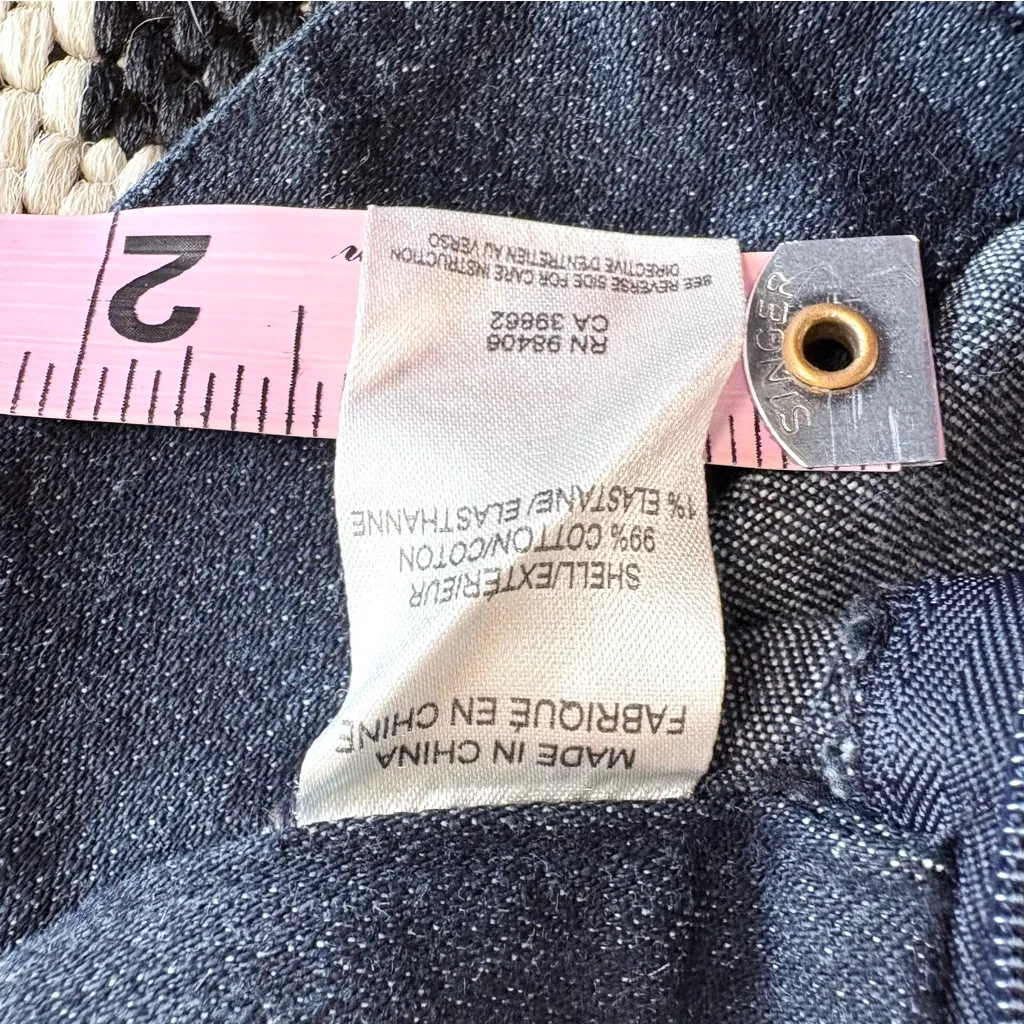 MADE IN CHINA
FABRIQUÉ EN CHINE
SHELL/EXTÉRIEUR
99% COTTON/COTON
1% ELASTANE/ ELASTHANNE
RN 98406
CA 39862
SEE REVERSE SIDE FOR CARE INSTRUCTION
DIRECTIVE D'ENTRETIEN AU VERSO
2
SINGER